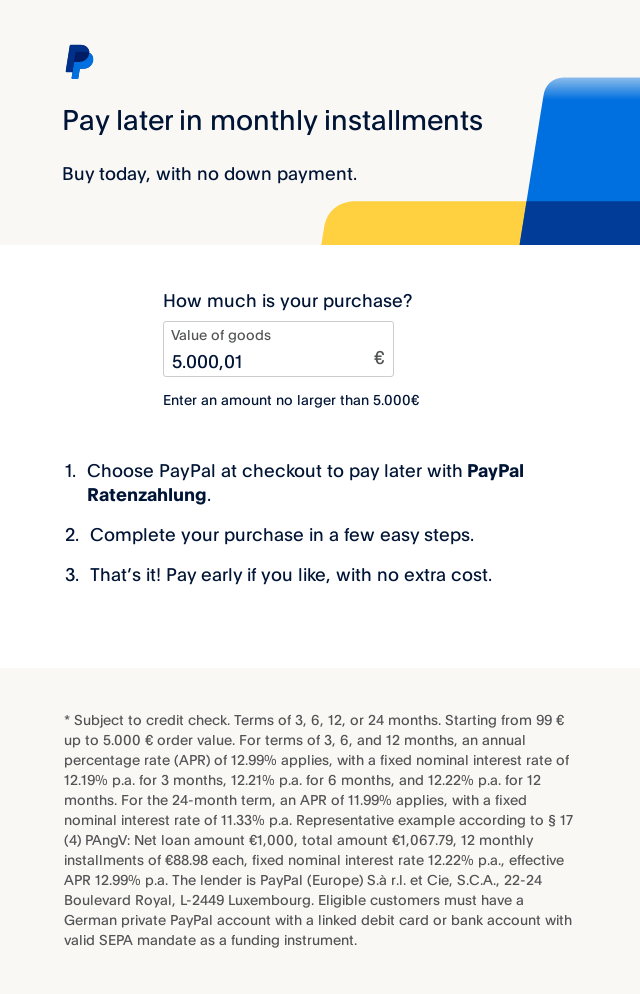 Pay later in monthly installments
Buy today, with no down payment.
How much is your purchase?
Value of goods
5.000,01 €
Enter an amount no larger than 5.000€
1. Choose PayPal at checkout to pay later with PayPal
Ratenzahlung.
2. Complete your purchase in a few easy steps.
3. That’s it! Pay early if you like, with no extra cost.
* Subject to credit check. Terms of 3, 6, 12, or 24 months. Starting from 99 €
up to 5.000 € order value. For terms of 3, 6, and 12 months, an annual
percentage rate (APR) of 12.99% applies, with a fixed nominal interest rate of
12.19% p.a. for 3 months, 12.21% p.a. for 6 months, and 12.22% p.a. for 12
months. For the 24-month term, an APR of 11.99% applies, with a fixed
nominal interest rate of 11.33% p.a. Representative example according to § 17
(4) PAngV: Net loan amount €1,000, total amount €1,067.79, 12 monthly
installments of €88.98 each, fixed nominal interest rate 12.22% p.a., effective
APR 12.99% p.a. The lender is PayPal (Europe) S.à r.l. et Cie, S.C.A., 22-24
Boulevard Royal, L-2449 Luxembourg. Eligible customers must have a
German private PayPal account with a linked debit card or bank account with
valid SEPA mandate as a funding instrument.